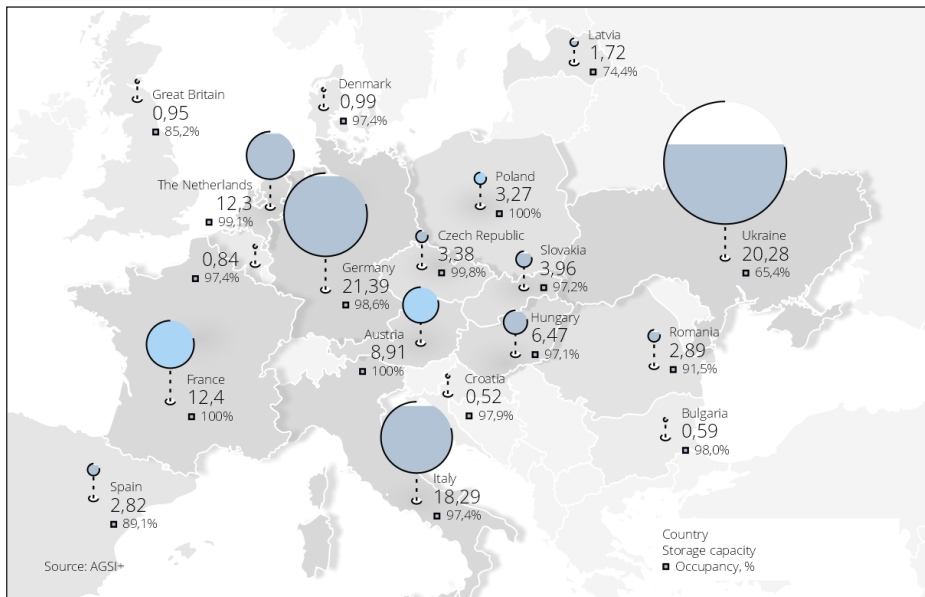 Latvia
1,72
74,4%
Great Britain
0,95
85,2%
Denmark
0,99
97,4%
The Netherlands
12,3
99,1%
Poland
3,27
100%
Ukraine
20,28
65,4%
0,84
97,4%
Germany
21,39
98,6%
Czech Republic
3,38
99,8%
Slovakia
3,96
97,2%
Austria
8,91
100%
Hungary
6,47
97,1%
Romania
2,89
91,5%
France
12,4
100%
Croatia
0,52
97,9%
Bulgaria
0,59
98,0%
Spain
2,82
89,1%
Italy
18,29
97,4%
Country
Storage capacity
Occupancy, %
Source: AGSI+